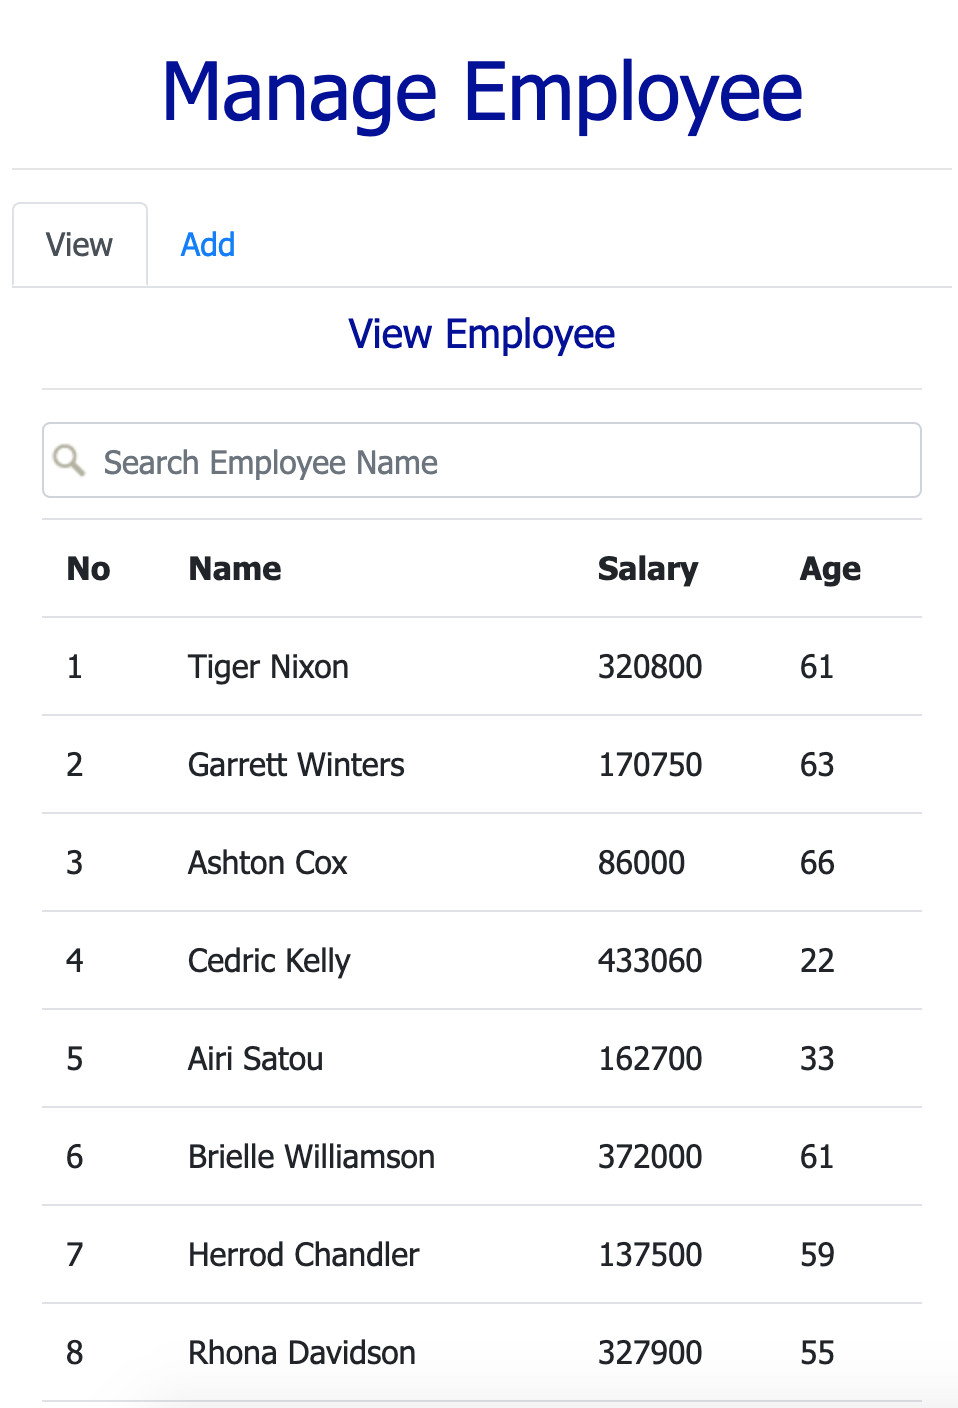 Manage Employee
View Add
View Employee
Search Employee Name
No Name Salary Age
1 Tiger Nixon 320800 61
2 Garrett Winters 170750 63
3 Ashton Cox 86000 66
4 Cedric Kelly 433060 22
5 Airi Satou 162700 33
6 Brielle Williamson 372000 61
7 Herrod Chandler 137500 59
8 Rhona Davidson 327900 55